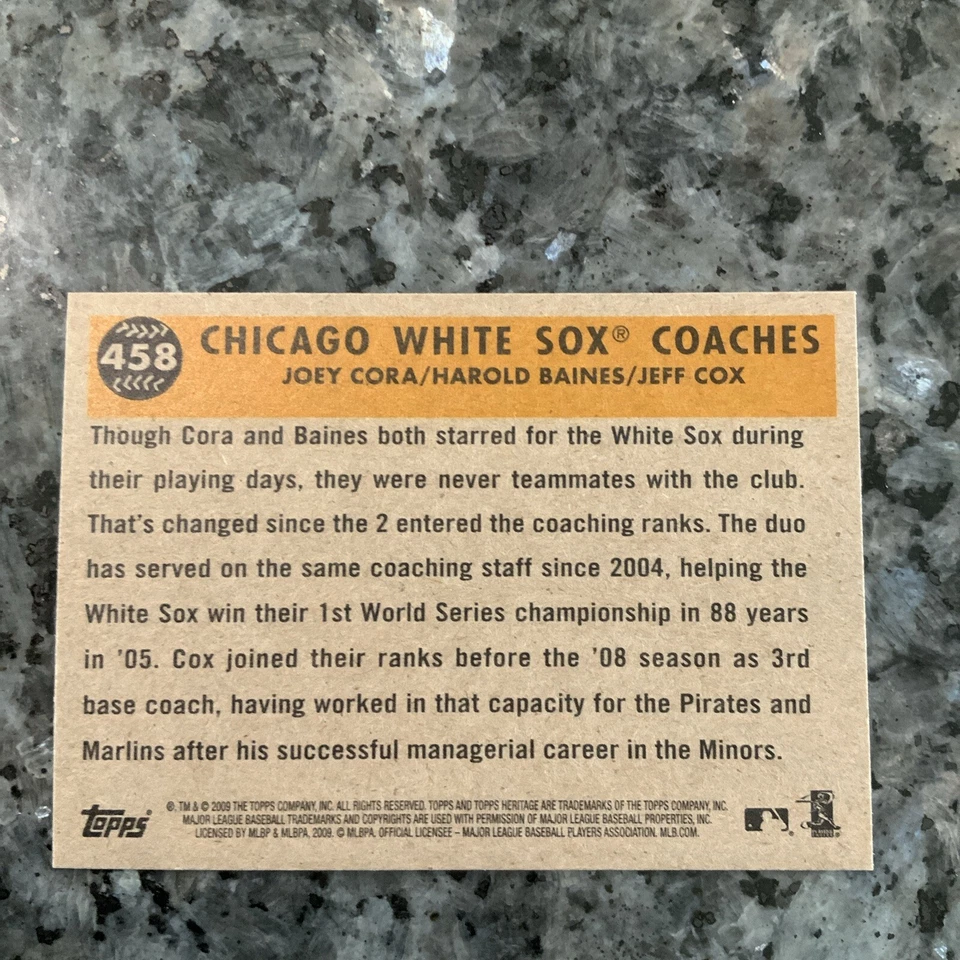 458
CHICAGO WHITE SOX® COACHES
JOEY CORA/HAROLD BAINES/JEFF COX
Though Cora and Baines both starred for the White Sox during
their playing days, they were never teammates with the club.
That's changed since the 2 entered the coaching ranks. The duo
has served on the same coaching staff since 2004, helping the
White Sox win their 1st World Series championship in 88 years
in '05. Cox joined their ranks before the '08 season as 3rd
base coach, having worked in that capacity for the Pirates and
Marlins after his successful managerial career in the Minors.
Topps®
®, TM & © 2009 THE TOPPS COMPANY, INC. ALL RIGHTS RESERVED. TOPPS AND TOPPS HERITAGE ARE TRADEMARKS OF THE TOPPS COMPANY, INC.
MAJOR LEAGUE BASEBALL TRADEMARKS AND COPYRIGHTS ARE USED WITH PERMISSION OF MAJOR LEAGUE BASEBALL PROPERTIES, INC.
LICENSED BY MLBP & MLBPA, 2009. © MLBPA. OFFICIAL LICENSEE – MAJOR LEAGUE BASEBALL PLAYERS ASSOCIATION. MLB.COM.